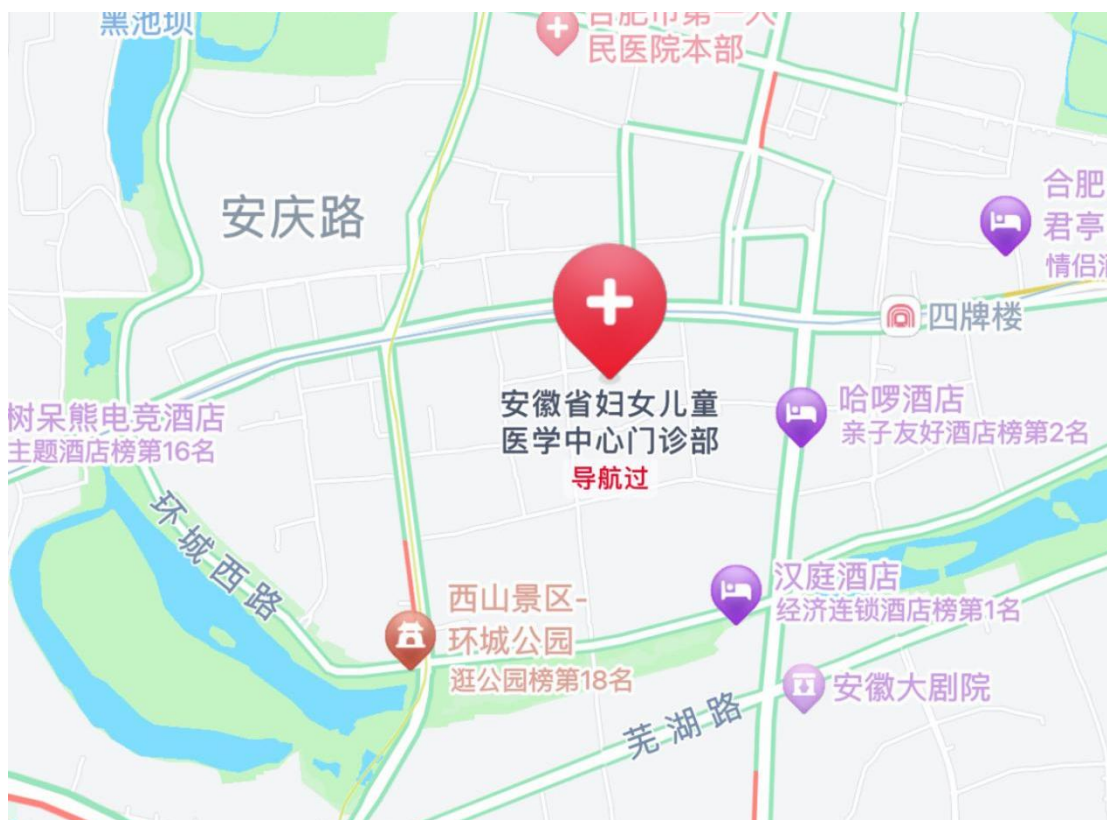 黑池坝
合肥市第一人
民医院本部
安庆路
合肥
君亭
情侣酒
四牌楼
安徽省妇女儿童
医学中心门诊部
导航过
哈啰酒店
亲子友好酒店榜第2名
树呆熊电竞酒店
主题酒店榜第16名
环城西路
西山景区-
环城公园
逛公园榜第18名
汉庭酒店
经济连锁酒店榜第1名
芜湖路
安徽大剧院